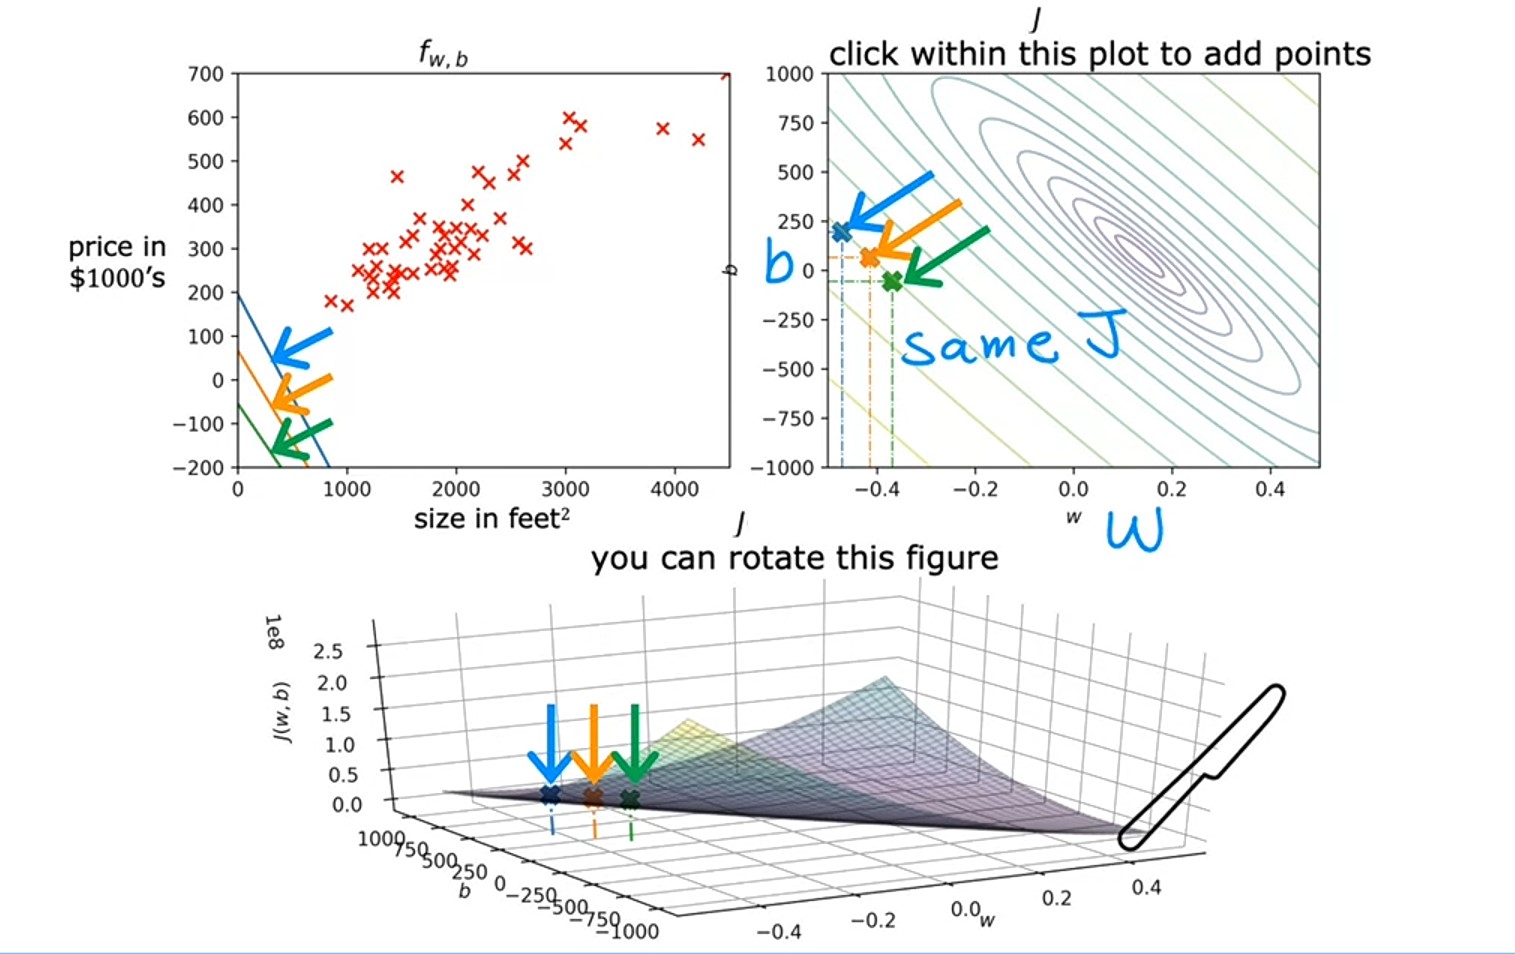 J
f_{w,b}
click within this plot to add points
700
600
500
400
300
200
100
0
−100
−200
price in
$1000's
0
1000
2000
3000
4000
size in feet²
1000
750
500
250
0
−250
−500
−750
−1000
b
b
same J
−0.4
−0.2
0.0
0.2
0.4
w
W
J
you can rotate this figure
1e8
2.5
2.0
1.5
1.0
0.5
0.0
J(w, b)
1000
750
500
250
0
−250
−500
−750
−1000
b
−0.4
−0.2
0.0
0.2
0.4
w